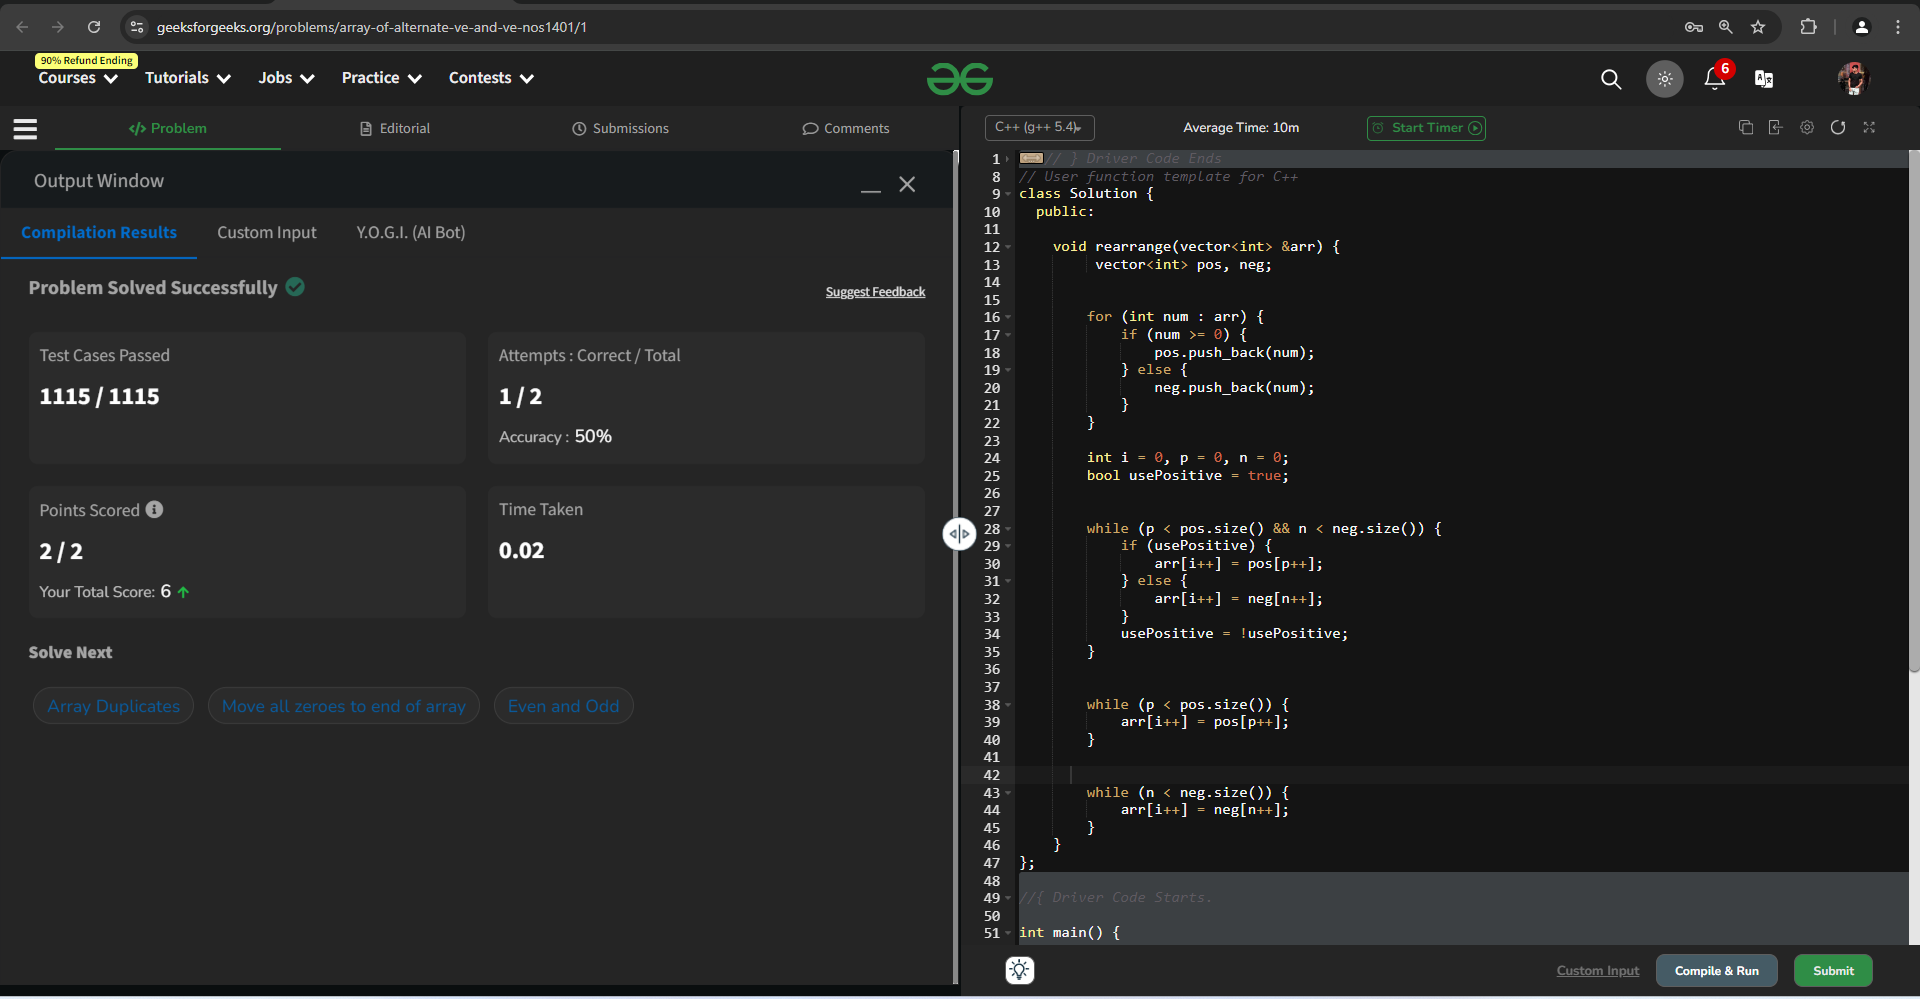 geeksforgeeks.org/problems/array-of-alternate-ve-and-ve-nos1401/1
90% Refund Ending
Courses
Tutorials
Jobs
Practice
Contests
6
</> Problem
Editorial
Submissions
Comments
Output Window
Compilation Results
Custom Input
Y.O.G.I. (AI Bot)
Problem Solved Successfully
Suggest Feedback
Test Cases Passed
1115 / 1115
Attempts : Correct / Total
1 / 2
Accuracy : 50%
Points Scored
2 / 2
Your Total Score: 6
Time Taken
0.02
Solve Next
Array Duplicates
Move all zeroes to end of array
Even and Odd
C++ (g++ 5.4)
Average Time: 10m
Start Timer
1 // } Driver Code Ends
8 // User function template for C++
9 class Solution {
10 public:
11
12 void rearrange(vector<int> &arr) {
13 vector<int> pos, neg;
14
15
16 for (int num : arr) {
17 if (num >= 0) {
18 pos.push_back(num);
19 } else {
20 neg.push_back(num);
21 }
22 }
23
24 int i = 0, p = 0, n = 0;
25 bool usePositive = true;
26
27
28 while (p < pos.size() && n < neg.size()) {
29 if (usePositive) {
30 arr[i++] = pos[p++];
31 } else {
32 arr[i++] = neg[n++];
33 }
34 usePositive = !usePositive;
35 }
36
37
38 while (p < pos.size()) {
39 arr[i++] = pos[p++];
40 }
41
42
43 while (n < neg.size()) {
44 arr[i++] = neg[n++];
45 }
46 }
47 };
48
49 //{ Driver Code Starts.
50
51 int main() {
Custom Input
Compile & Run
Submit